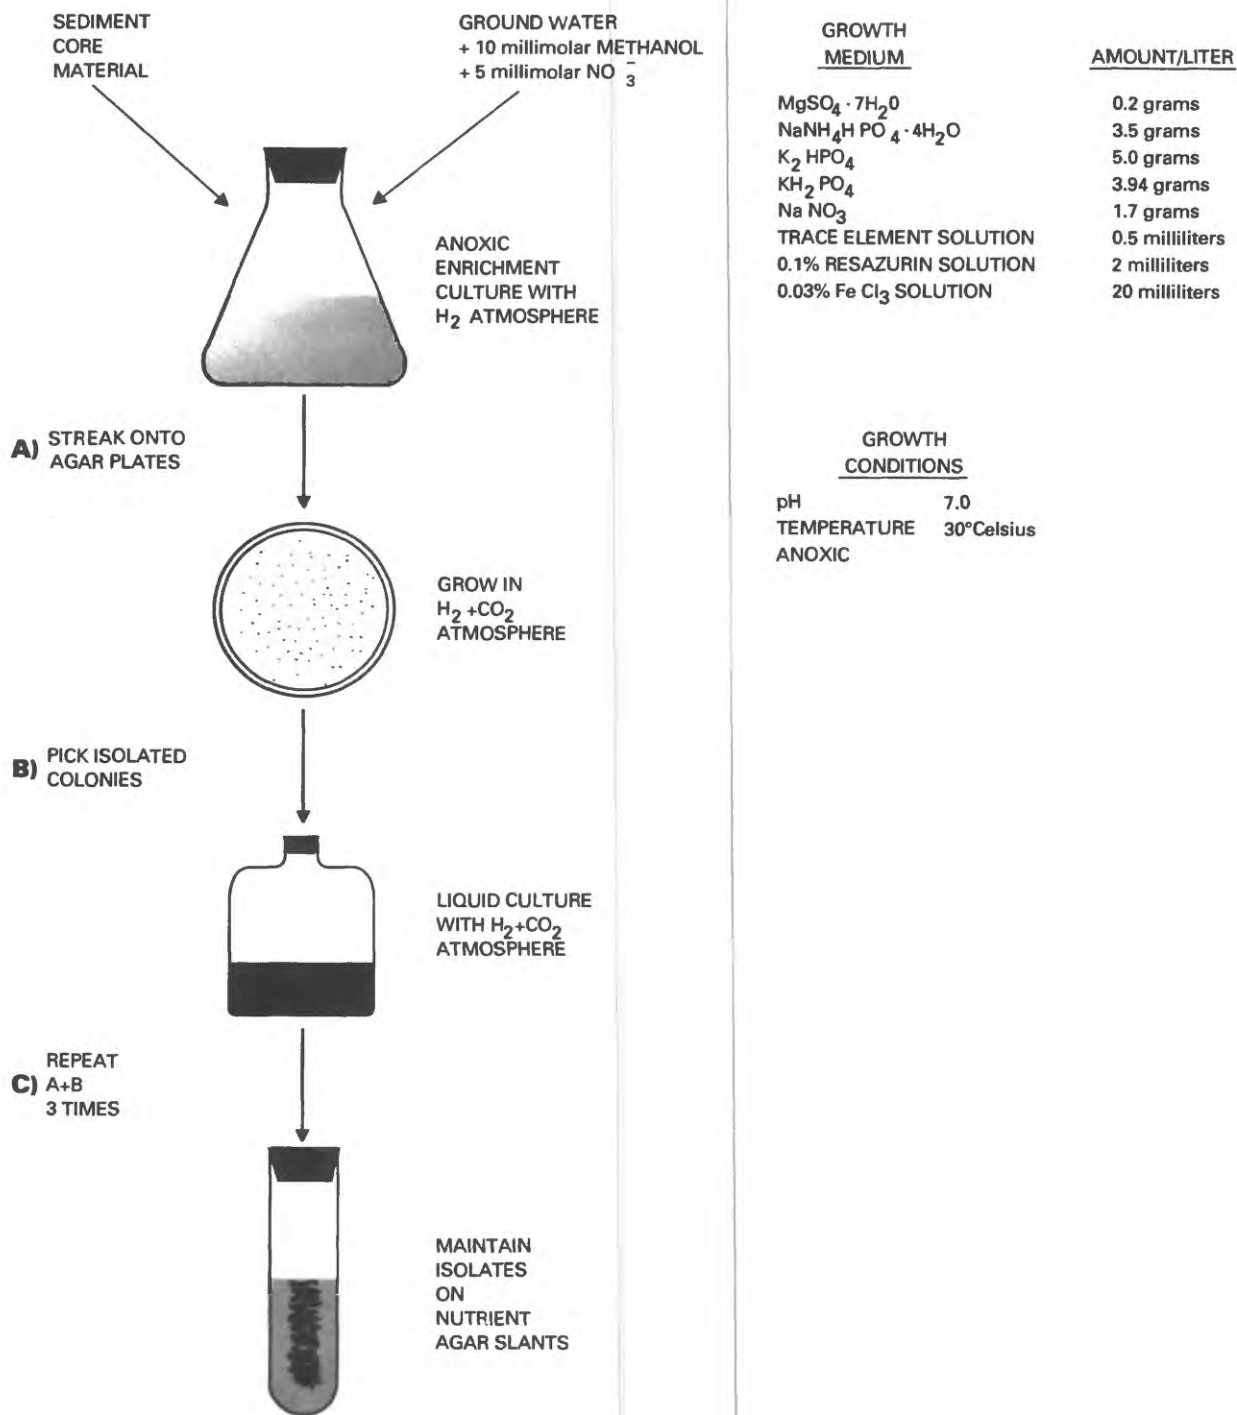 SEDIMENT
CORE
MATERIAL
GROUND WATER
+ 10 millimolar METHANOL
+ 5 millimolar NO₃⁻
ANOXIC
ENRICHMENT
CULTURE WITH
H₂ ATMOSPHERE
A) STREAK ONTO
AGAR PLATES
GROW IN
H₂ +CO₂
ATMOSPHERE
B) PICK ISOLATED
COLONIES
LIQUID CULTURE
WITH H₂+CO₂
ATMOSPHERE
REPEAT
C) A+B
3 TIMES
MAINTAIN
ISOLATES
ON
NUTRIENT
AGAR SLANTS
GROWTH
MEDIUM AMOUNT/LITER
MgSO₄ · 7H₂0 0.2 grams
NaNH₄H PO₄ · 4H₂O 3.5 grams
K₂ HPO₄ 5.0 grams
KH₂ PO₄ 3.94 grams
Na NO₃ 1.7 grams
TRACE ELEMENT SOLUTION 0.5 milliliters
0.1% RESAZURIN SOLUTION 2 milliliters
0.03% Fe Cl₃ SOLUTION 20 milliliters
GROWTH
CONDITIONS
pH 7.0
TEMPERATURE 30°Celsius
ANOXIC